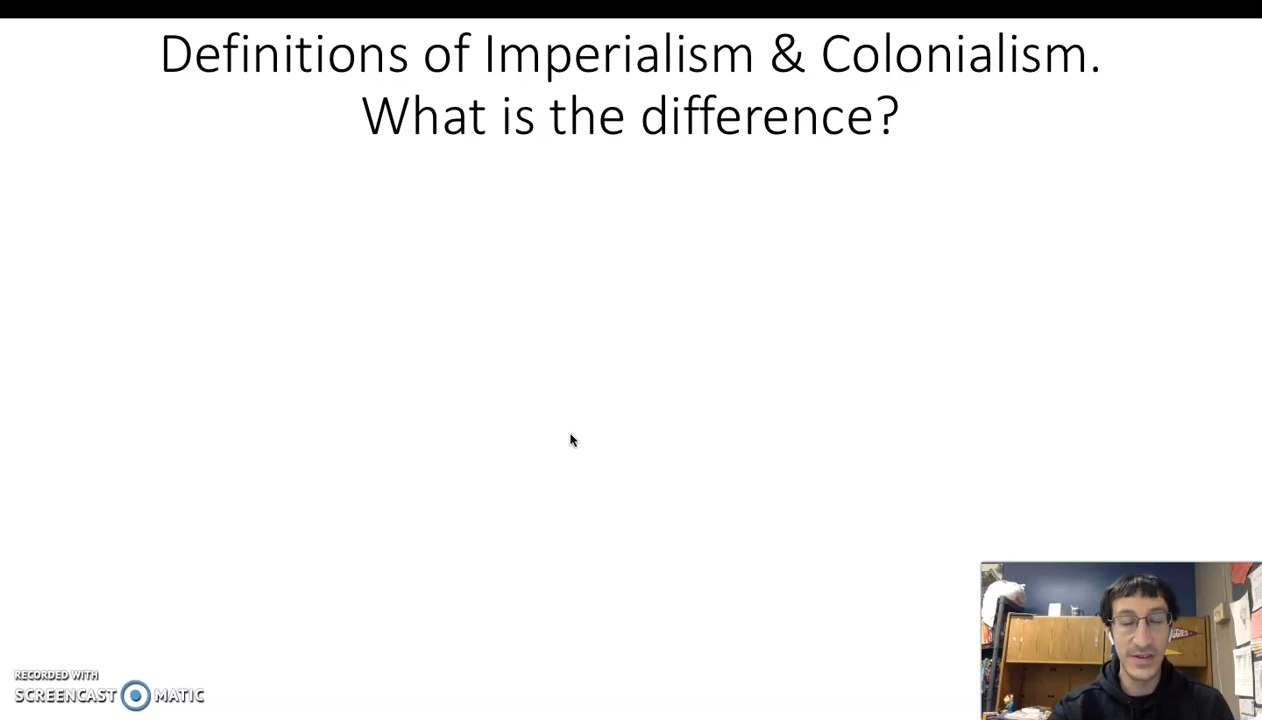 Definitions of Imperialism & Colonialism.
What is the difference?
RECORDED WITH
SCREENCAST MATIC